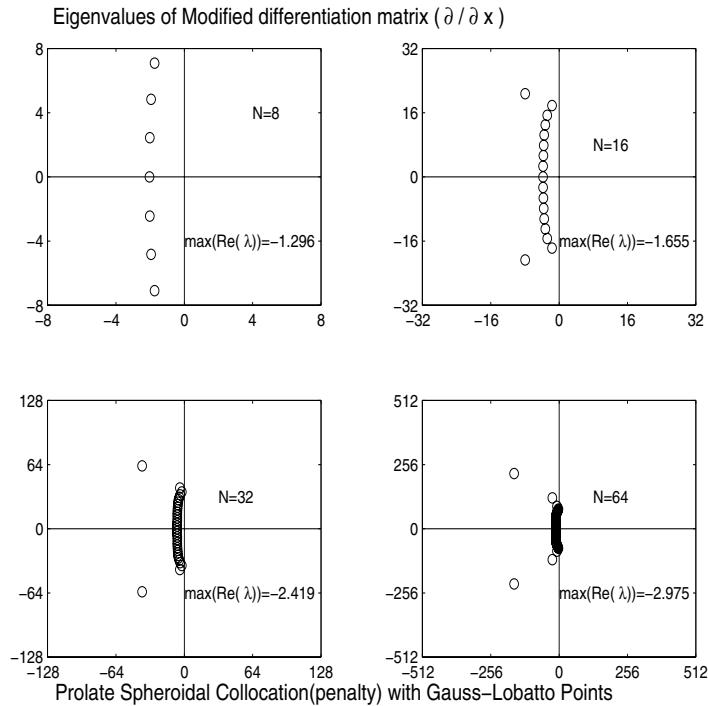 Eigenvalues of Modified differentiation matrix ( ∂ / ∂ x )
8
4
0
−4
−8
−8 −4 0 4 8
N=8
max(Re( λ))=−1.296
32
16
0
−16
−32
−32 −16 0 16 32
N=16
max(Re( λ))=−1.655
128
64
0
−64
−128
−128 −64 0 64 128
N=32
max(Re( λ))=−2.419
512
256
0
−256
−512
−512 −256 0 256 512
N=64
max(Re( λ))=−2.975
Prolate Spheroidal Collocation(penalty) with Gauss−Lobatto Points